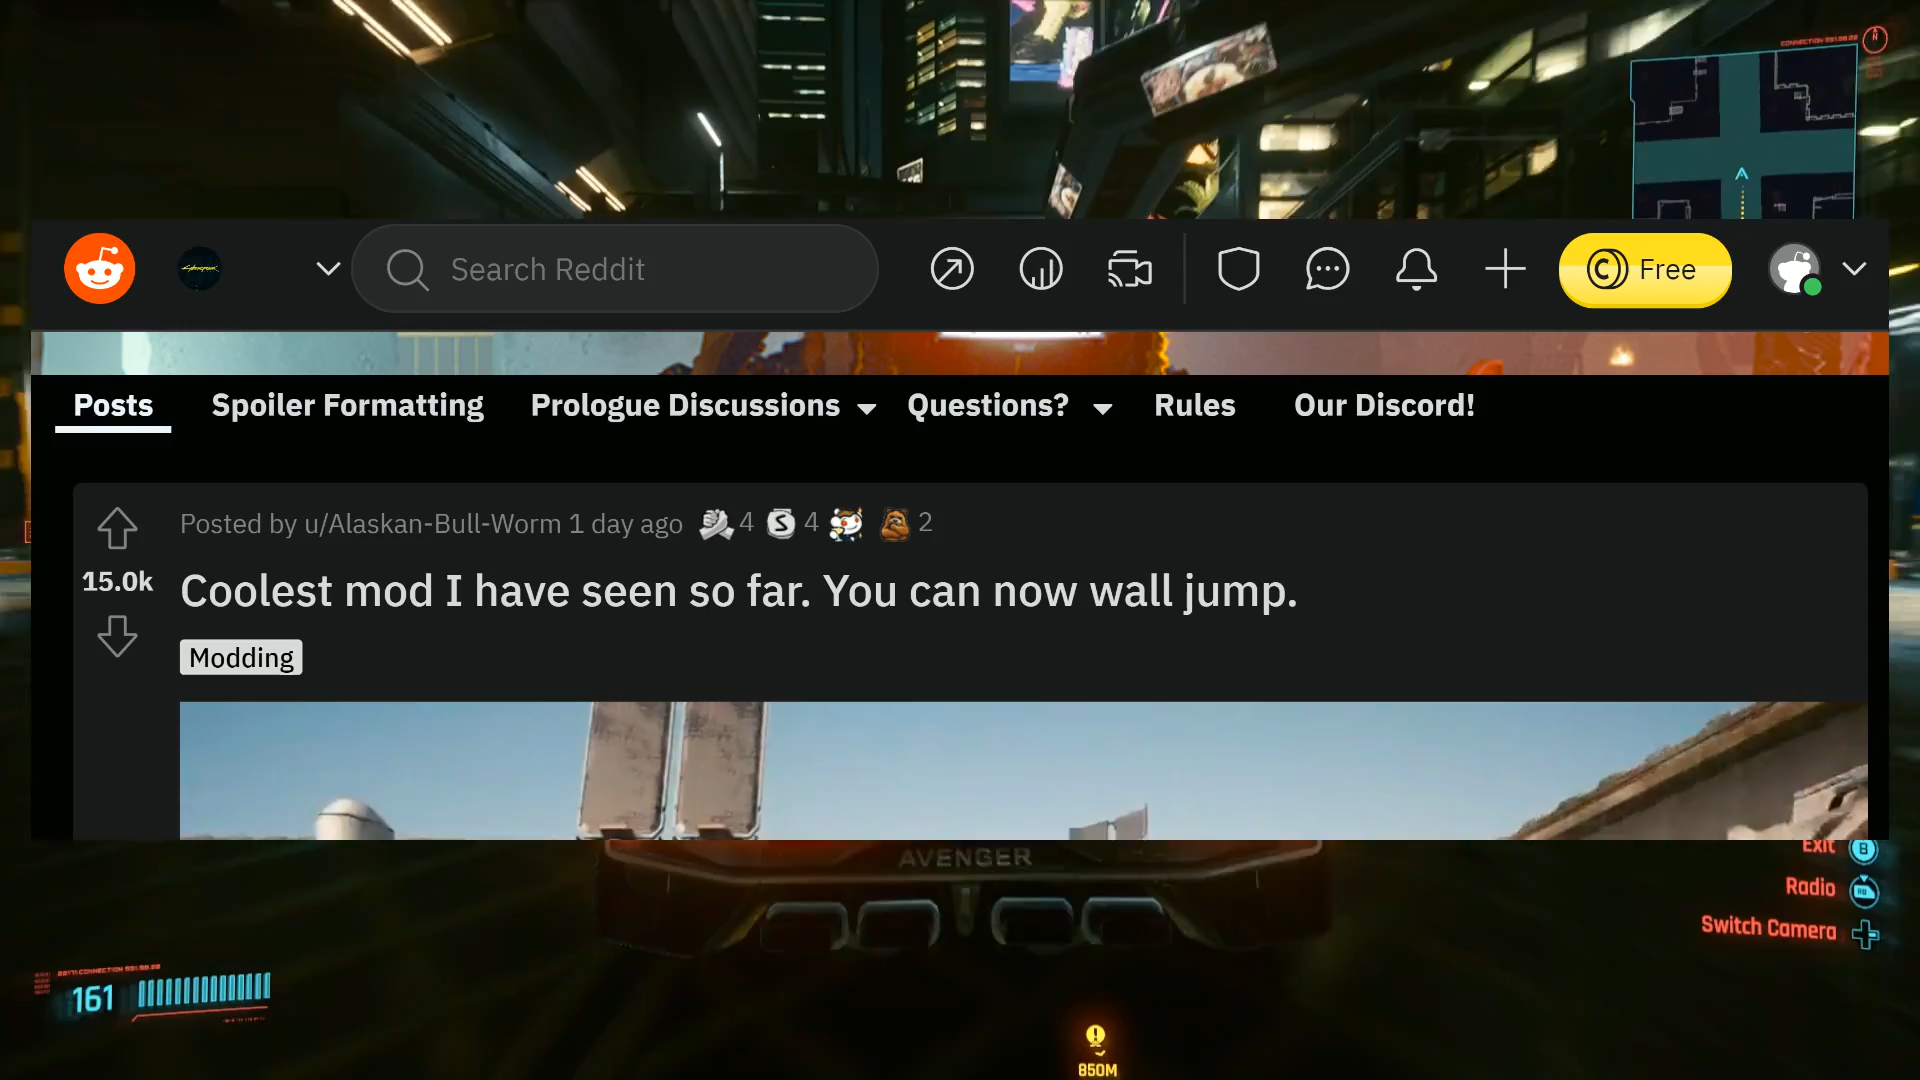 Search Reddit
Free
Posts Spoiler Formatting Prologue Discussions Questions? Rules Our Discord!
Posted by u/Alaskan-Bull-Worm 1 day ago 4 4 2
15.0k
Coolest mod I have seen so far. You can now wall jump.
Modding
AVENGER
Exit B
Radio
Switch Camera
161
850M